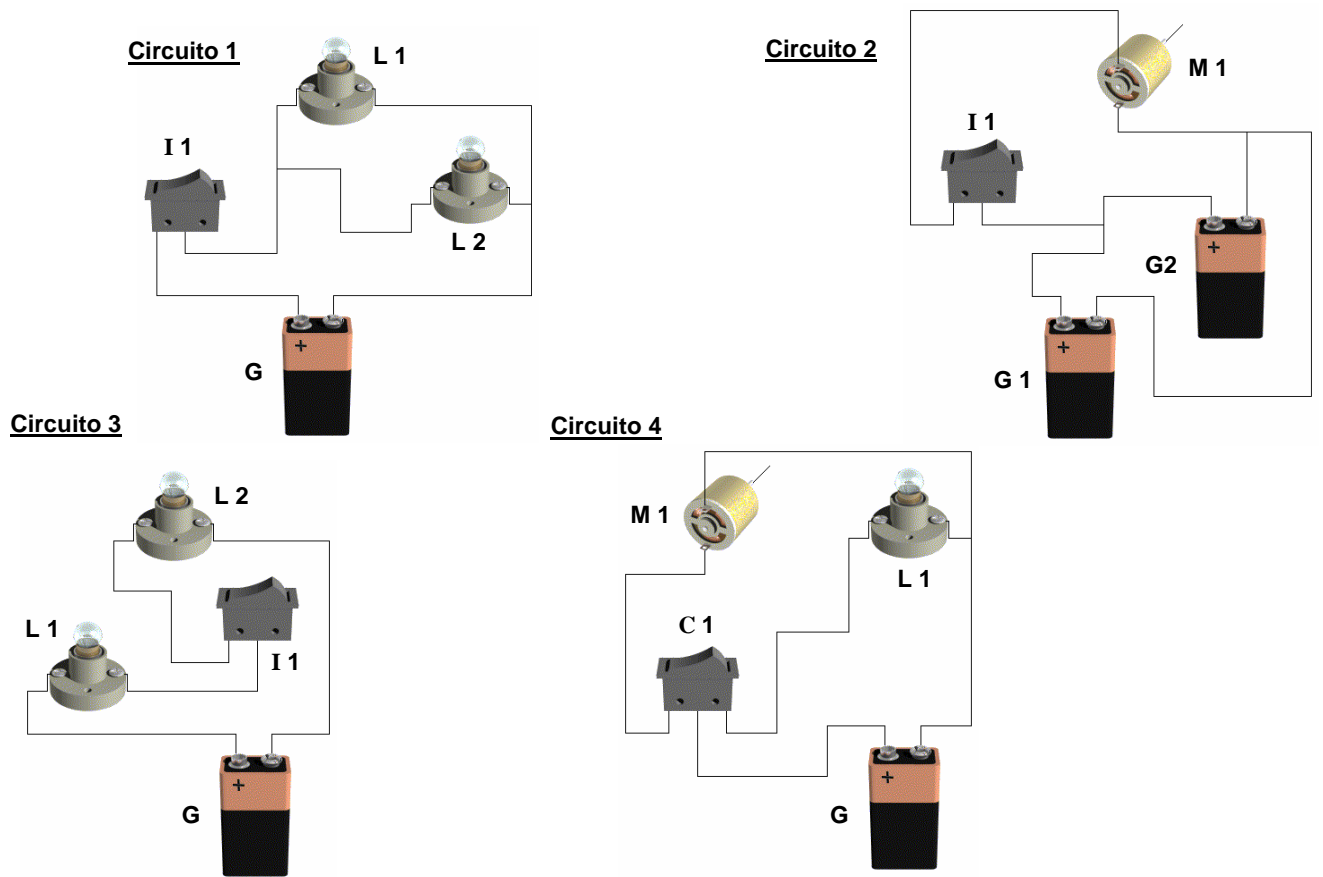 Circuito 1
L 1
I 1
L 2
+
G
Circuito 2
M 1
I 1
G2
+
G 1
+
Circuito 3
L 2
L 1
I 1
G
+
Circuito 4
M 1
L 1
C 1
G
+